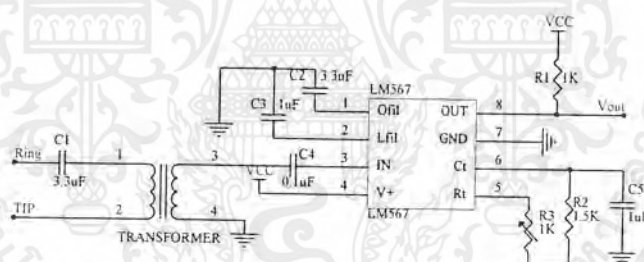 VCC
R1 1K
C2 3.3uF
LM567
C3 1uF
1 Ofil OUT 8 Vout
2 Lfil GND 7
C1
Ring 3.3uF 1 3 C4 3 IN Ct 6
VCC 0.1uF 4 V+ Rt 5
C5
1uF
TIP 2 4 LM567
R3 1K
R2 1.5K
TRANSFORMER